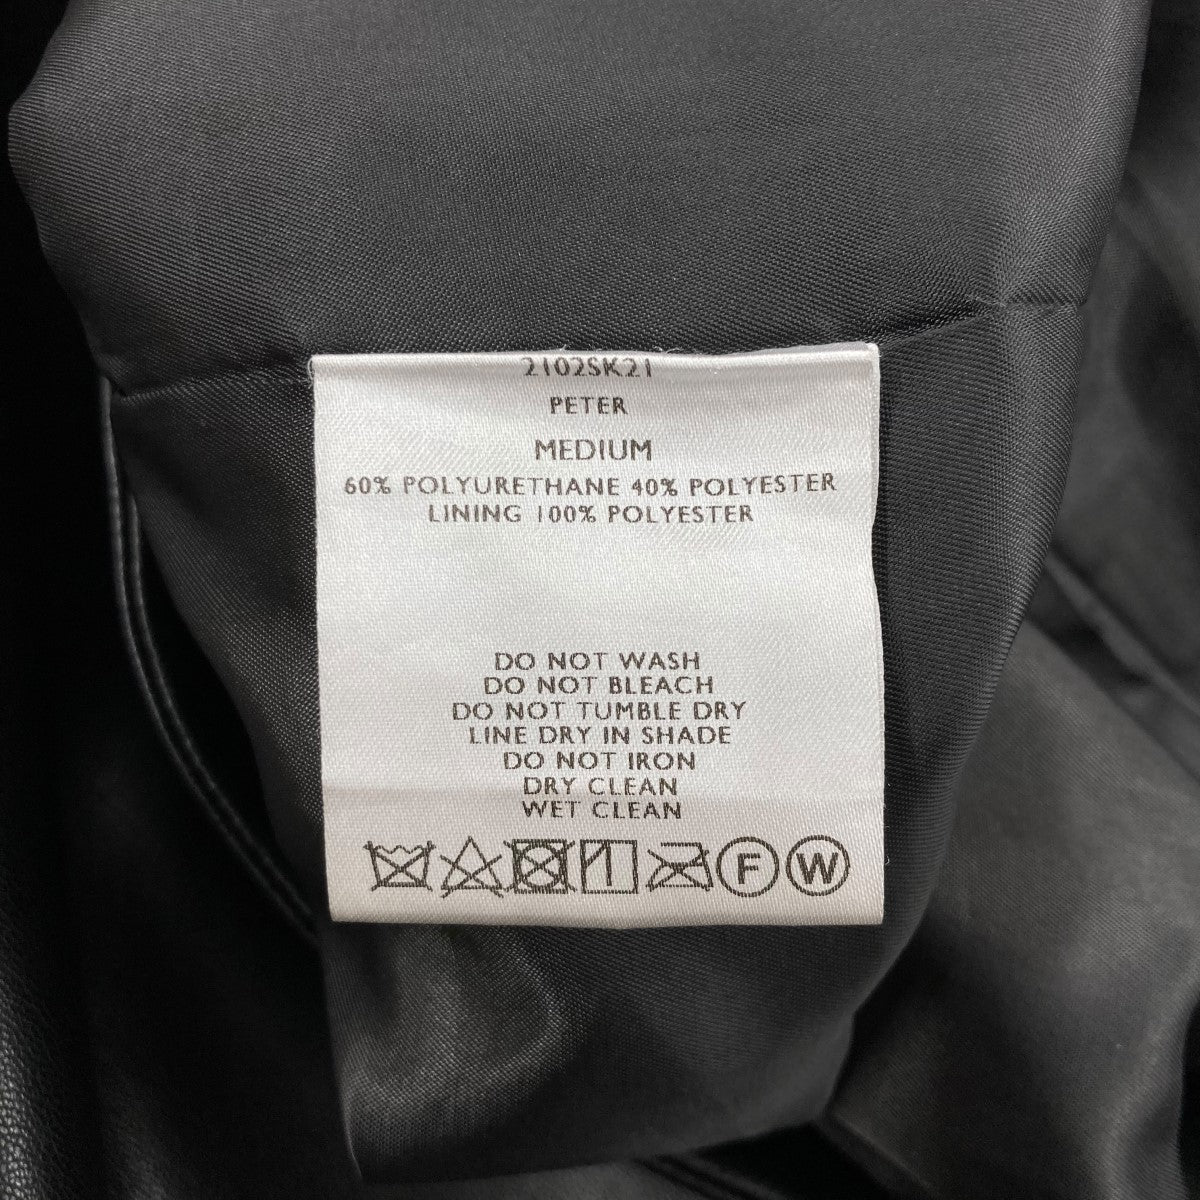 2102SK21
PETER
MEDIUM
60% POLYURETHANE 40% POLYESTER
LINING 100% POLYESTER
DO NOT WASH
DO NOT BLEACH
DO NOT TUMBLE DRY
LINE DRY IN SHADE
DO NOT IRON
DRY CLEAN
WET CLEAN
F W